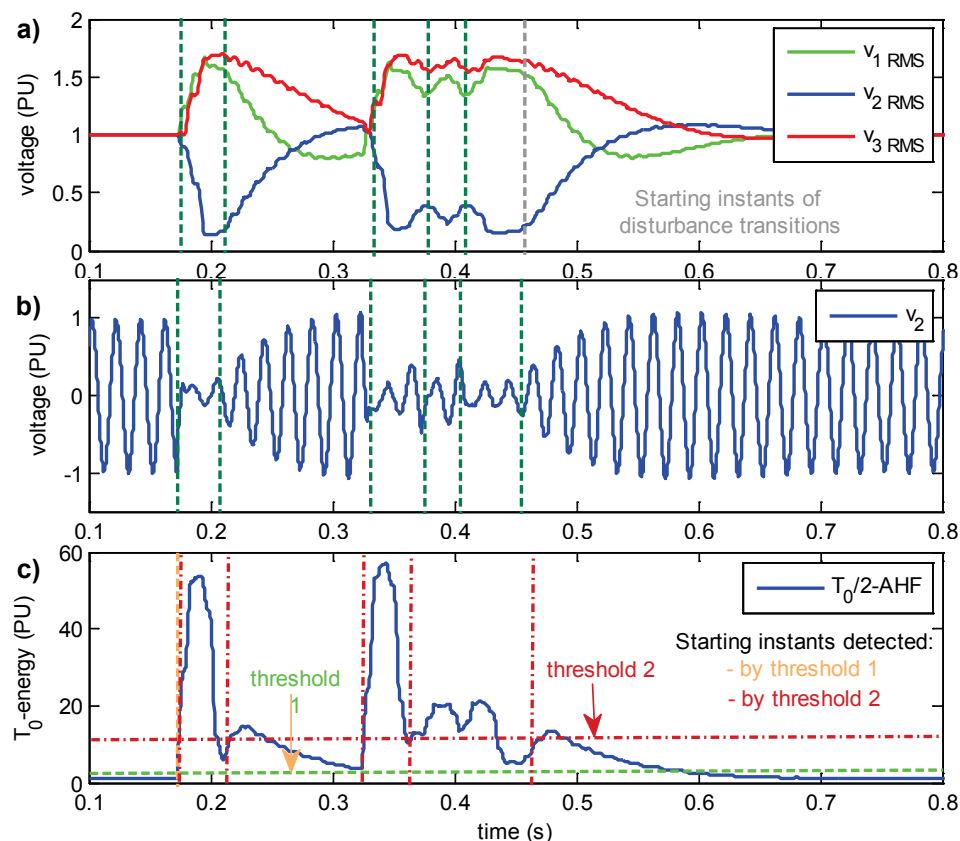 a)
voltage (PU)
2
1.5
1
0.5
0
v1 RMS
v2 RMS
v3 RMS
Starting instants of
disturbance transitions
0.1 0.2 0.3 0.4 0.5 0.6 0.7 0.8
b)
voltage (PU)
1
0
-1
v2
0.1 0.2 0.3 0.4 0.5 0.6 0.7 0.8
c)
T0-energy (PU)
60
40
20
0
T0/2-AHF
Starting instants detected:
- by threshold 1
- by threshold 2
threshold
1
threshold 2
0.1 0.2 0.3 0.4 0.5 0.6 0.7 0.8
time (s)